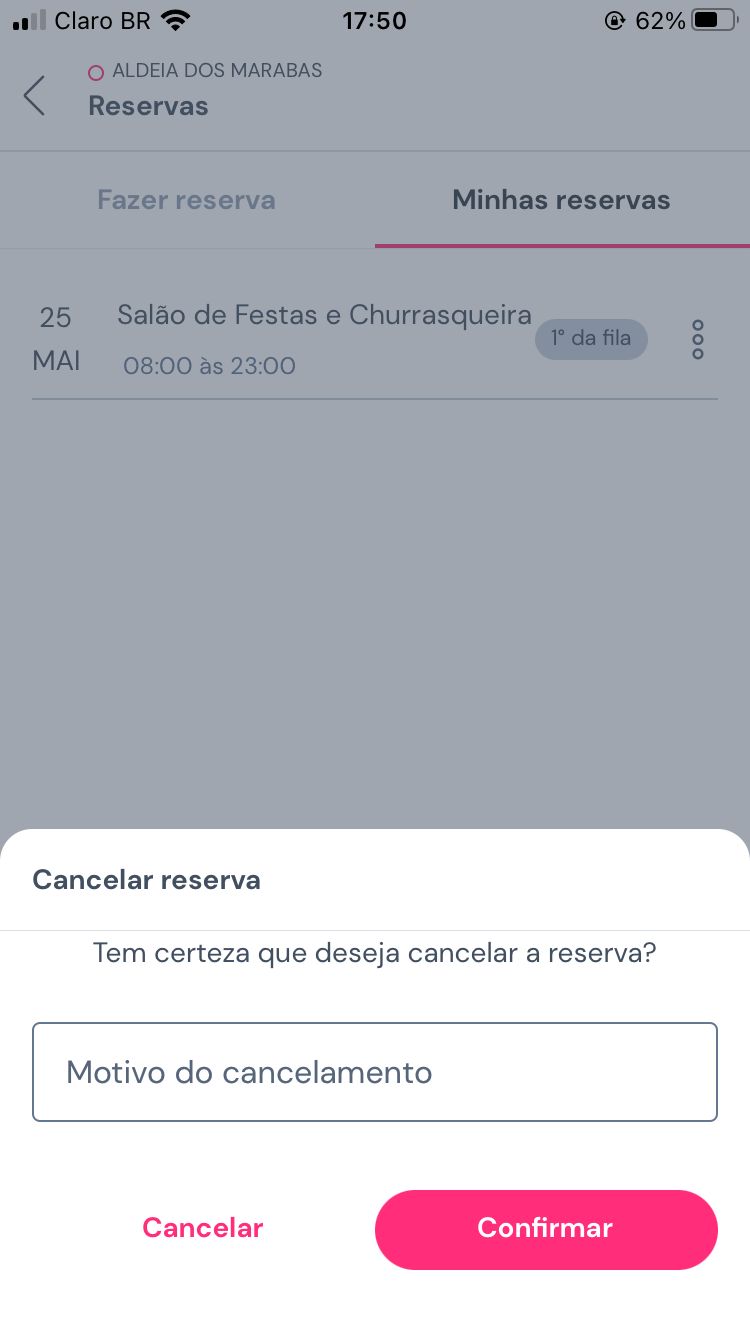 Claro BR 17:50 62%
ALDEIA DOS MARABAS
Reservas
Fazer reserva Minhas reservas
25 MAI
Salão de Festas e Churrasqueira
08:00 às 23:00
1° da fila
Cancelar reserva
Tem certeza que deseja cancelar a reserva?
Motivo do cancelamento
Cancelar Confirmar